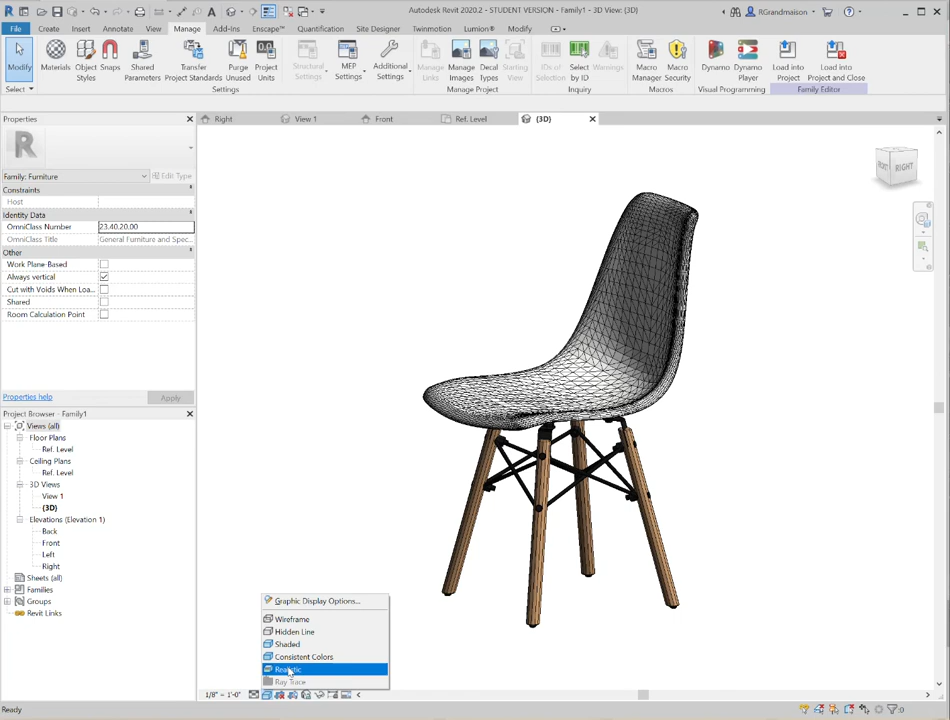 Autodesk Revit 2020.2 - STUDENT VERSION - Family1 - 3D View: {3D}
RGrandmaison
File Create Insert Annotate View Manage Add-Ins Enscape™ Quantification Site Designer Twinmotion Lumion® Modify
Modify
Materials
Object Styles
Snaps
Shared Parameters
Transfer Project Standards
Purge Unused
Project Units
Structural Settings
MEP Settings
Additional Settings
Manage Links
Manage Images
Decal Types
Starting View
IDs of Selection
Select by ID
Warnings
Macro Manager
Macro Security
Dynamo
Dynamo Player
Load into Project
Load into Project and Close
Select
Settings
Manage Project
Inquiry
Macros
Visual Programming
Family Editor
Properties
Right
View 1
Front
Ref. Level
{3D}
R
FRONT
RIGHT
Family: Furniture
Edit Type
Constraints
Host
Identity Data
OmniClass Number 23.40.20.00
OmniClass Title General Furniture and Spec...
Other
Work Plane-Based
Always vertical
Cut with Voids When Loa...
Shared
Room Calculation Point
Properties help
Apply
Project Browser - Family1
Views (all)
Floor Plans
Ref. Level
Ceiling Plans
Ref. Level
3D Views
View 1
{3D}
Elevations (Elevation 1)
Back
Front
Left
Right
Sheets (all)
Families
Groups
Revit Links
Graphic Display Options...
Wireframe
Hidden Line
Shaded
Consistent Colors
Realistic
Ray Trace
1/8" = 1'-0"
Ready
:0